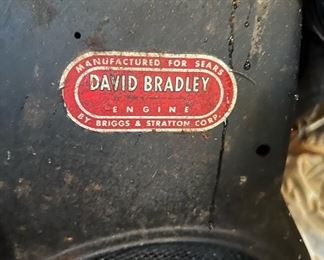 MANUFACTURED FOR SEARS
DAVID BRADLEY
ENGINE
BY BRIGGS & STRATTON CORP.